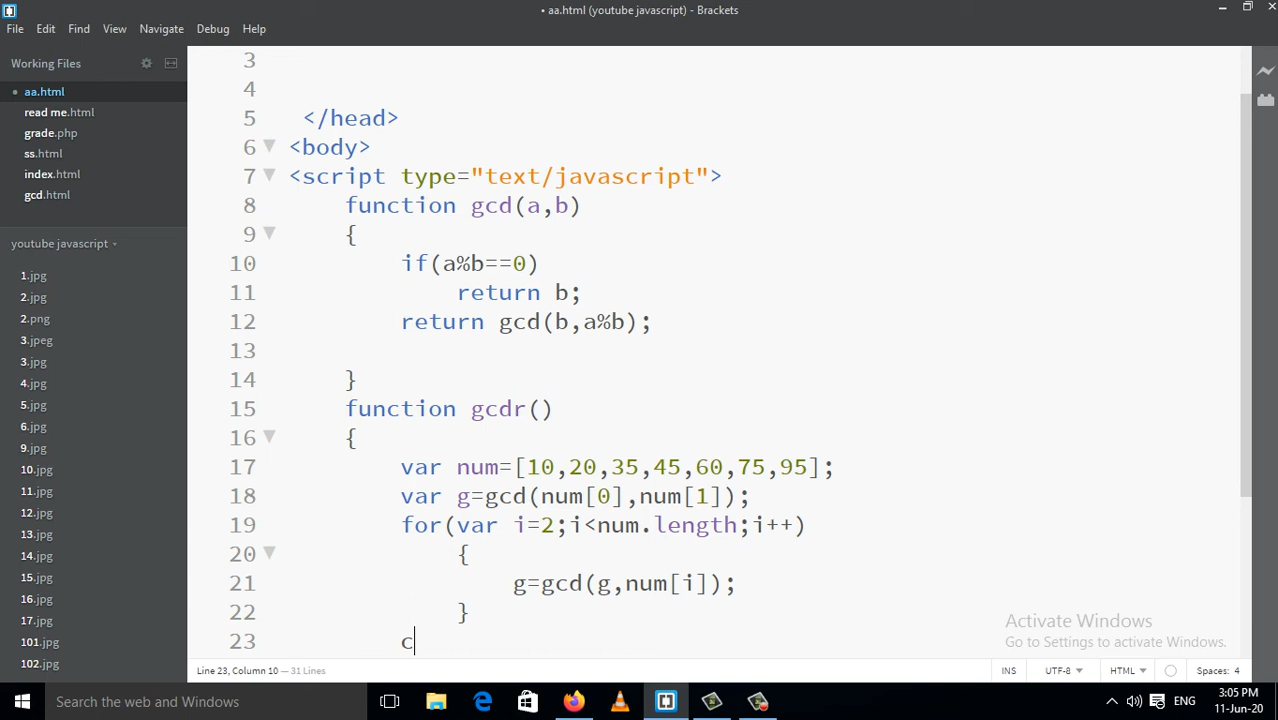 • aa.html (youtube javascript) - Brackets
File Edit Find View Navigate Debug Help
Working Files
aa.html
read me.html
grade.php
ss.html
index.html
gcd.html
youtube javascript
1.jpg
2.jpg
2.png
3.jpeg
3.jpg
4.jpg
5.jpg
6.jpg
9.jpg
10.jpg
11.jpg
12.jpg
13.jpg
14.jpg
15.jpg
16.jpg
17.jpg
101.jpg
102.jpg
3
4
5 </head>
6 <body>
7 <script type="text/javascript">
8 function gcd(a,b)
9 {
10 if(a%b==0)
11 return b;
12 return gcd(b,a%b);
13
14 }
15 function gcdr()
16 {
17 var num=[10,20,35,45,60,75,95];
18 var g=gcd(num[0],num[1]);
19 for(var i=2;i<num.length;i++)
20 {
21 g=gcd(g,num[i]);
22 }
23 c
Activate Windows
Go to Settings to activate Windows.
Line 23, Column 10 — 31 Lines
INS UTF-8 HTML Spaces: 4
Search the web and Windows
ENG
3:05 PM
11-Jun-20